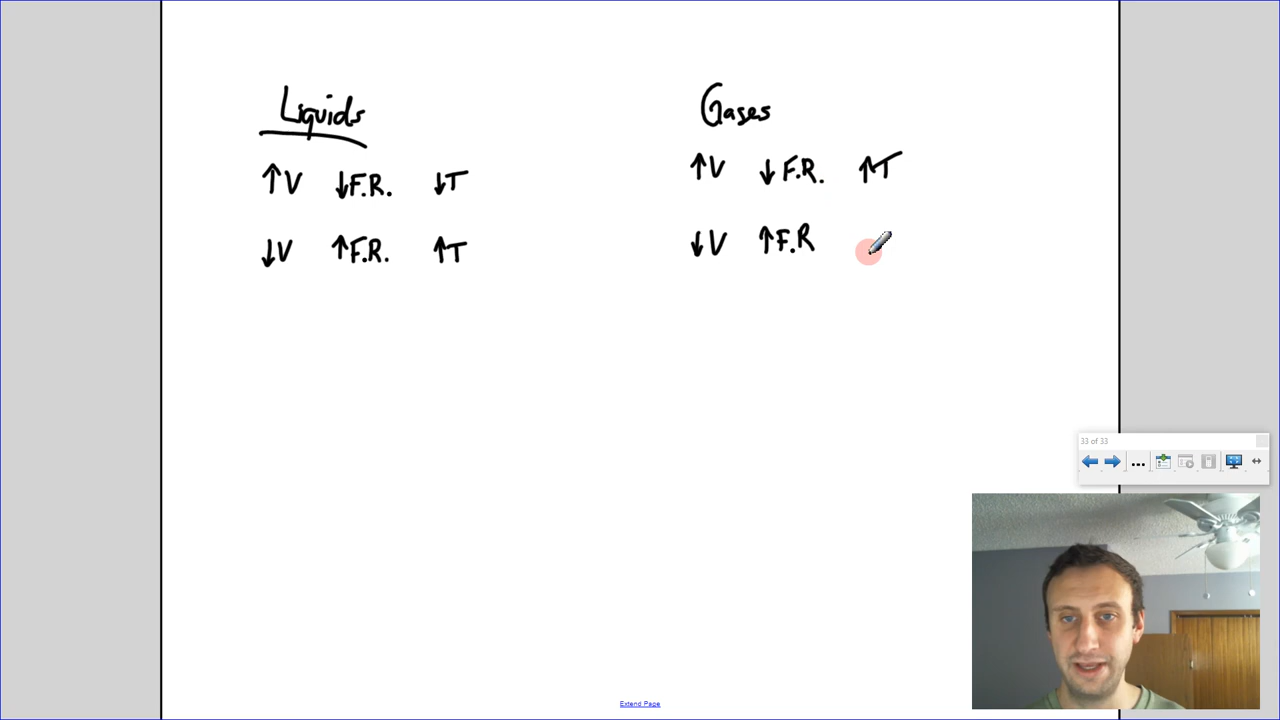 Liquids
↑V ↓F.R. ↓T
↓V ↑F.R. ↑T
Gases
↑V ↓F.R. ↑T
↓V ↑F.R
33 of 33
Extend Page